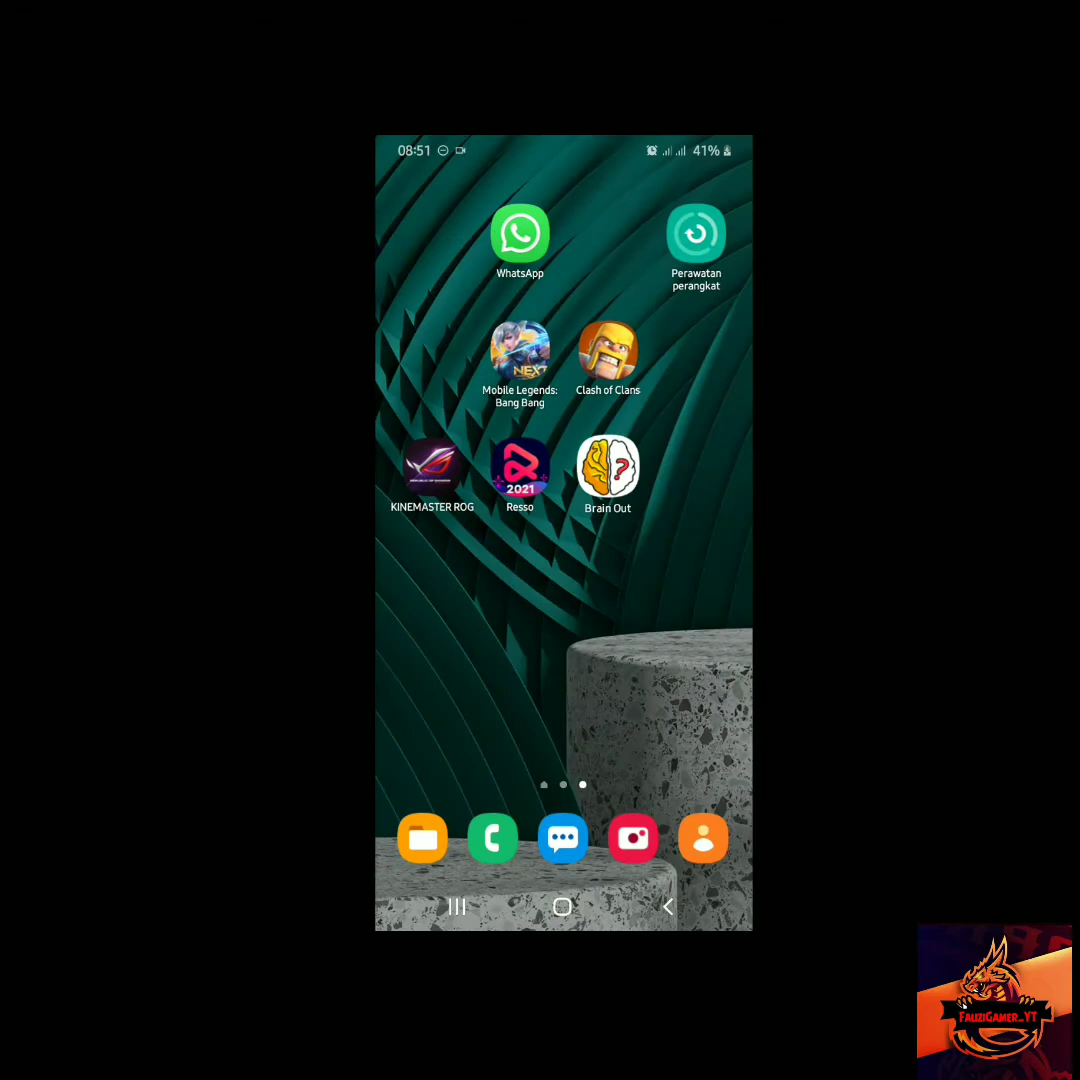 08:51
41%
WhatsApp
Perawatan
perangkat
NEXT
Mobile Legends:
Bang Bang
Clash of Clans
2021
KINEMASTER ROG
Resso
Brain Out
FAUZIGAMER_YT